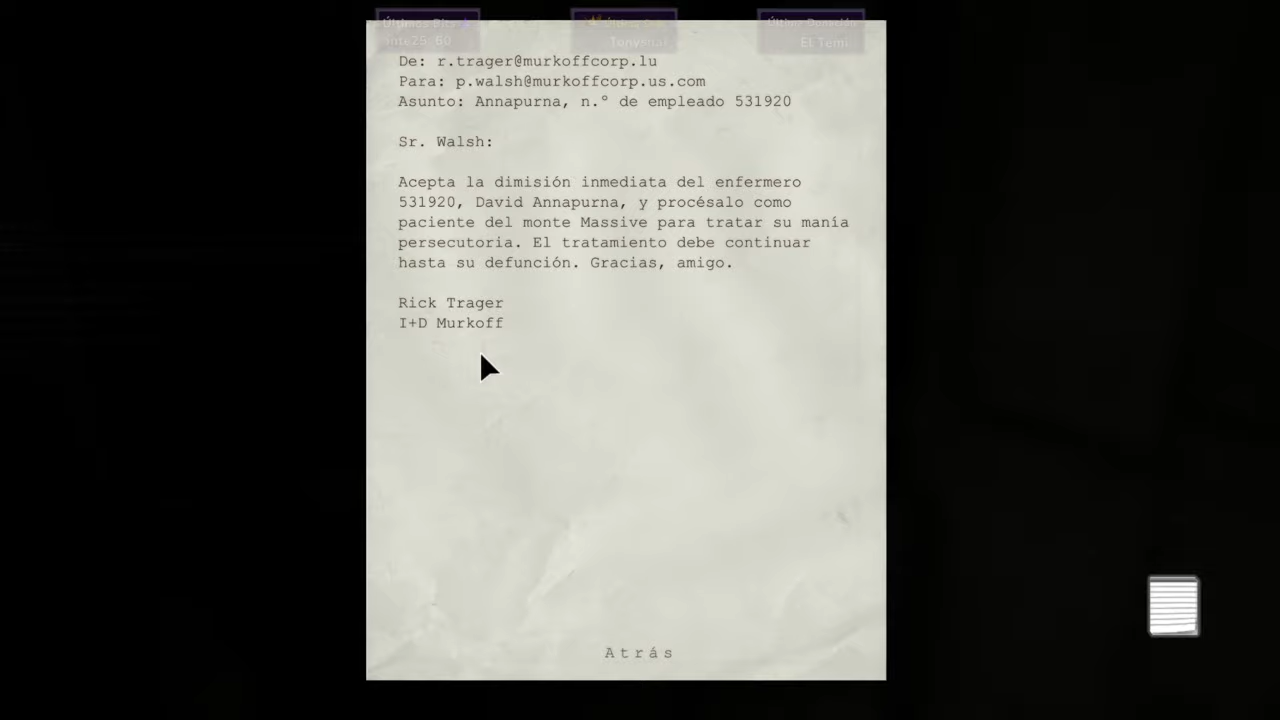 De: r.trager@murkoffcorp.lu
Para: p.walsh@murkoffcorp.us.com
Asunto: Annapurna, n.º de empleado 531920
Sr. Walsh:
Acepta la dimisión inmediata del enfermero
531920, David Annapurna, y procésalo como
paciente del monte Massive para tratar su manía
persecutoria. El tratamiento debe continuar
hasta su defunción. Gracias, amigo.
Rick Trager
I+D Murkoff
Atrás